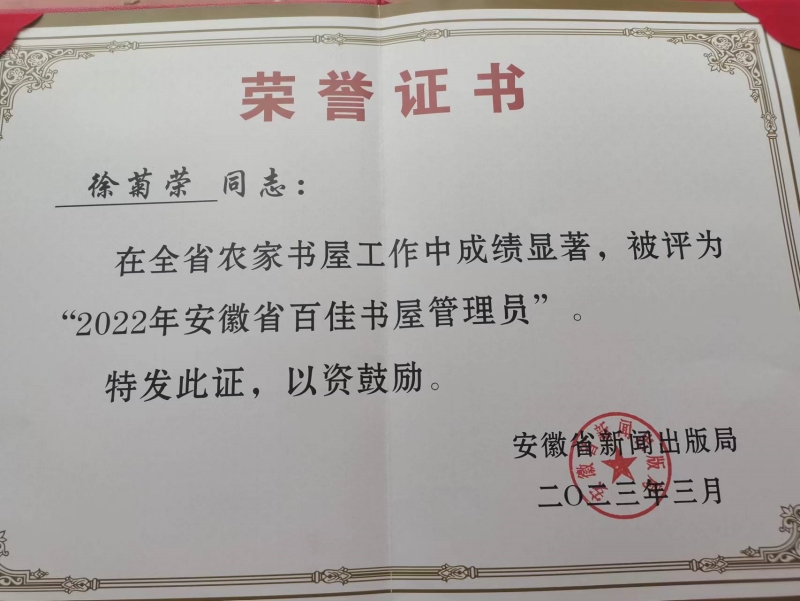 荣誉证书
徐菊荣 同志：
在全省农家书屋工作中成绩显著，被评为
“2022年安徽省百佳书屋管理员”。
特发此证，以资鼓励。
安徽省新闻出版局
二〇二三年三月